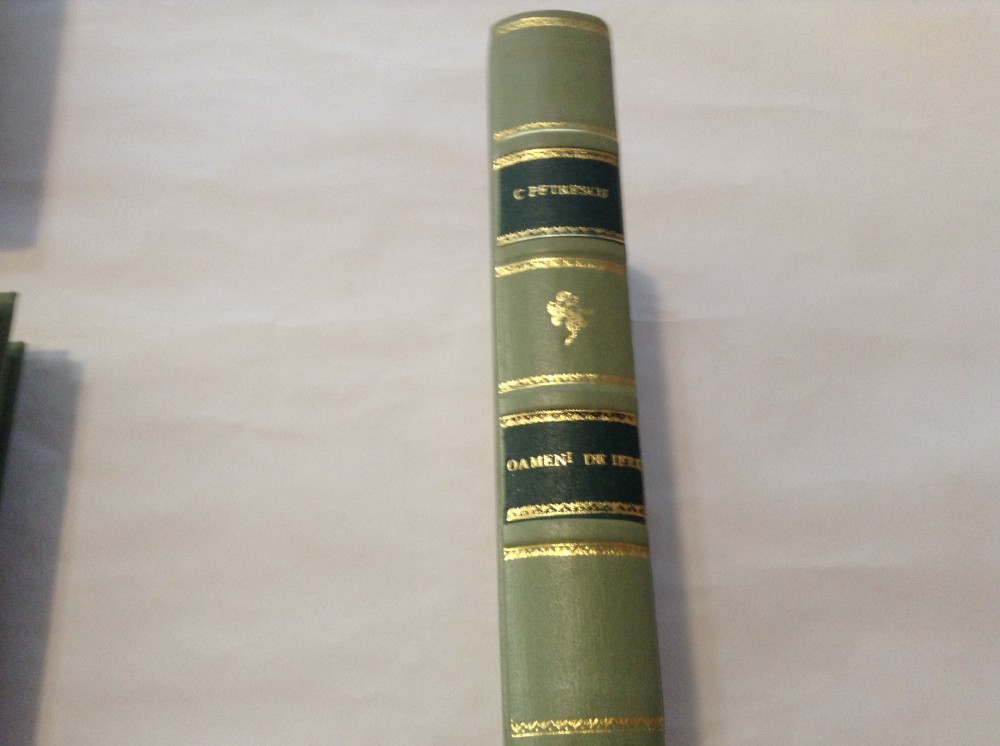 C PETRESCU
OAMENI DE IERI